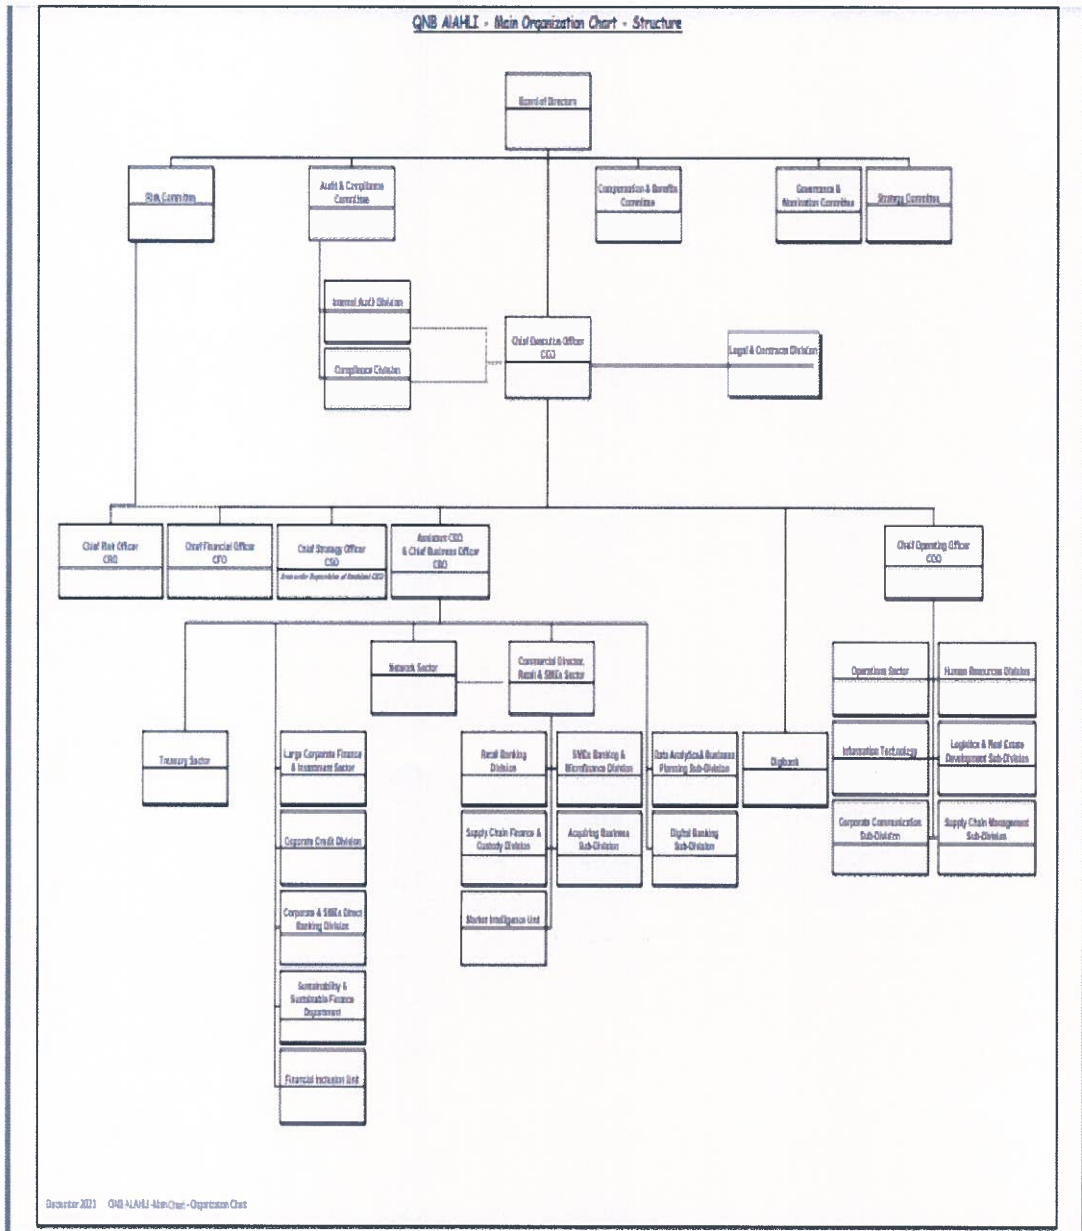 QNB AlAHLI - Main Organization Chart - Structure
Board of Directors
Risk Committee
Audit & Compliance
Committee
Compensation & Benefits
Committee
Governance &
Nomination Committee
Strategy Committee
Internal Audit Division
Compliance Division
Chief Executive Officer
CEO
Legal & Contracts Division
Chief Risk Officer
CRO
Chief Financial Officer
CFO
Chief Strategy Officer
CSO
Area under Supervision of Assistant CEO
Assistant CEO
& Chief Business Officer
CBO
Chief Operating Officer
COO
Network Sector
Commercial Director,
Retail & SMEs Sector
Operations Sector
Human Resources Division
Treasury Sector
Large Corporate Finance
& Investment Sector
Retail Banking
Division
SMEs Banking &
Microfinance Division
Data Analytics& Business
Planning Sub-Division
Digibank
Information Technology
Logistics & Real Estate
Development Sub-Division
Corporate Credit Division
Supply Chain Finance &
Custody Division
Acquiring Business
Sub-Division
Digital Banking
Sub-Division
Corporate Communication
Sub-Division
Supply Chain Management
Sub-Division
Corporate & SMEs Direct
Banking Division
Market Intelligence Unit
Sustainability &
Sustainable Finance
Department
Financial Inclusion Unit
QNB ALAHLI -Main Chart - Organization Chart